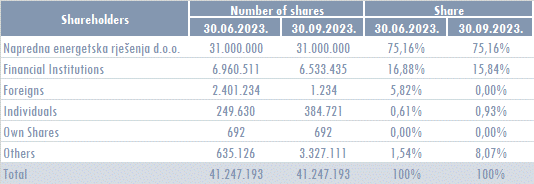 Shareholders Number of shares Share
30.06.2023. 30.09.2023. 30.06.2023. 30.09.2023.
Napredna energetska rješenja d.o.o. 31.000.000 31.000.000 75,16% 75,16%
Financial Institutions 6.960.511 6.533.435 16,88% 15,84%
Foreigns 2.401.234 1.234 5,82% 0,00%
Individuals 249.630 384.721 0,61% 0,93%
Own Shares 692 692 0,00% 0,00%
Others 635.126 3.327.111 1,54% 8,07%
Total 41.247.193 41.247.193 100% 100%